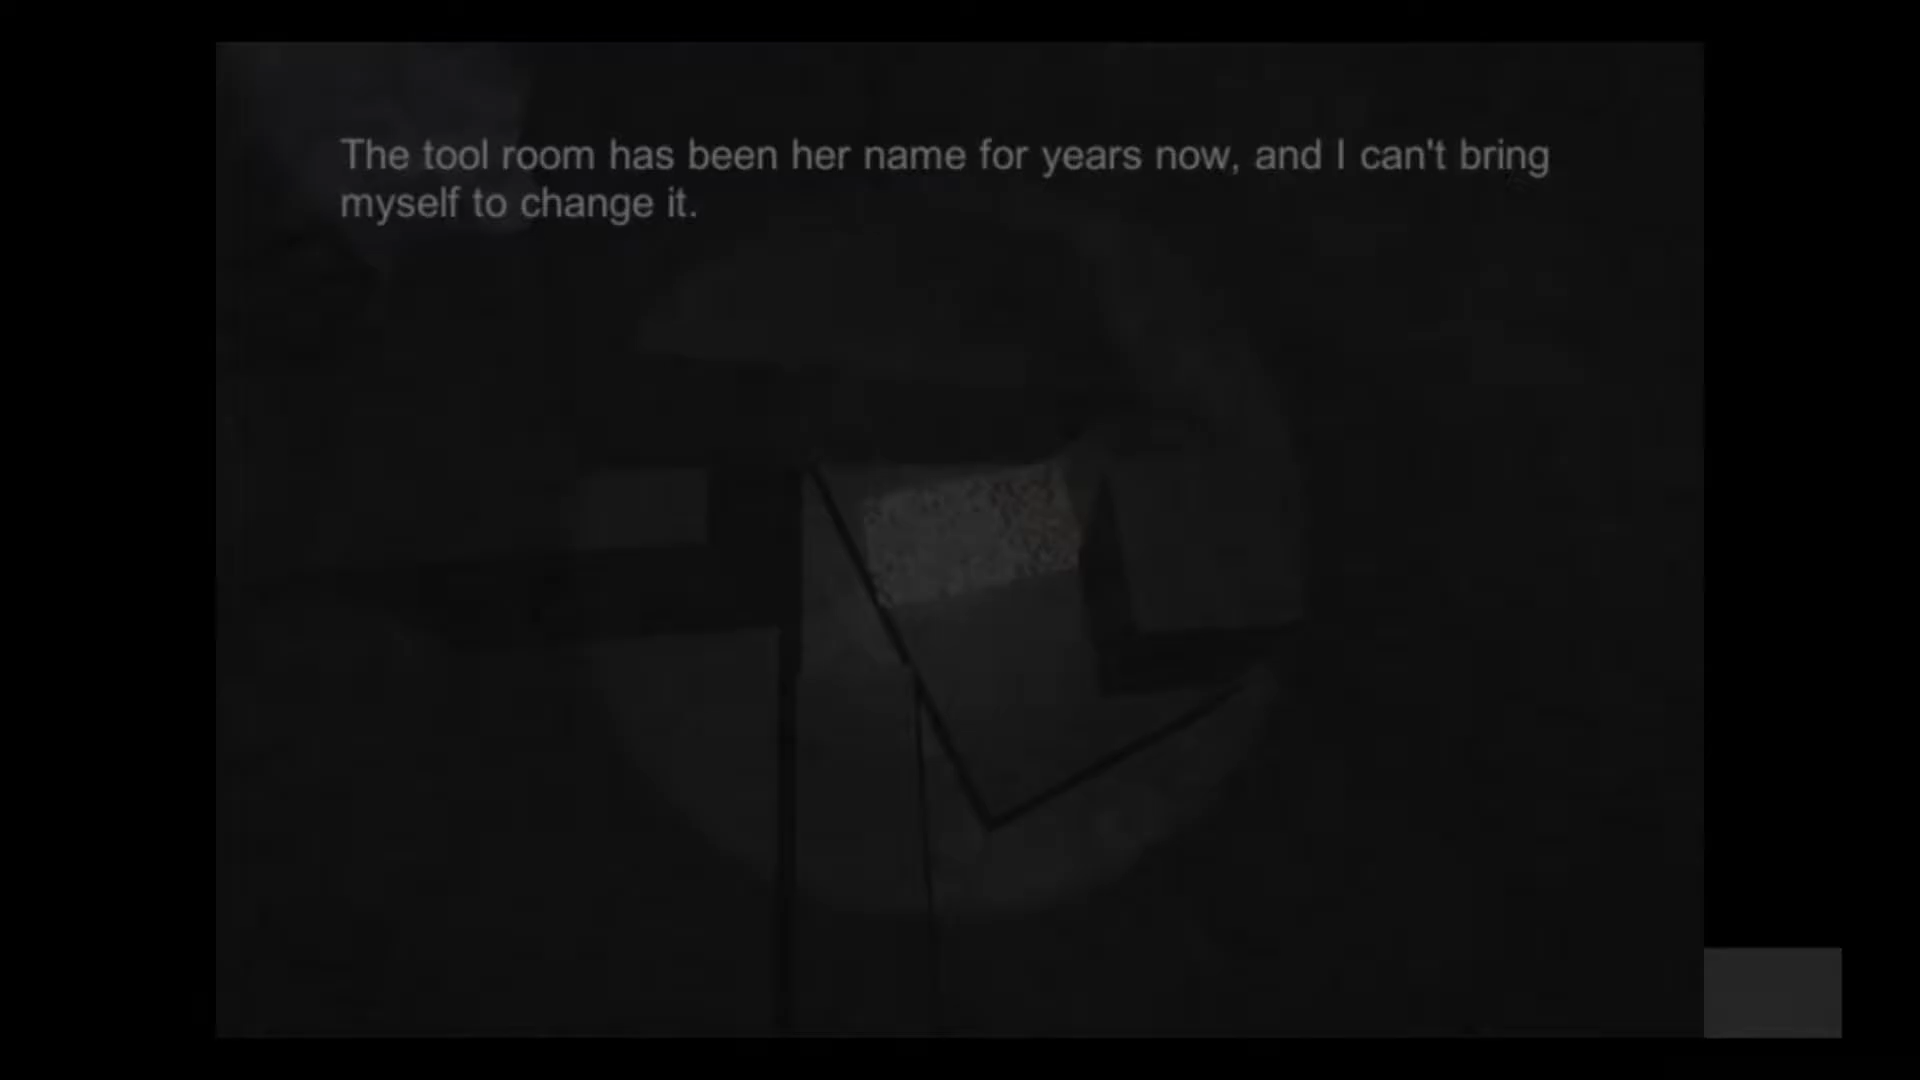 The tool room has been her name for years now, and I can't bring
myself to change it.